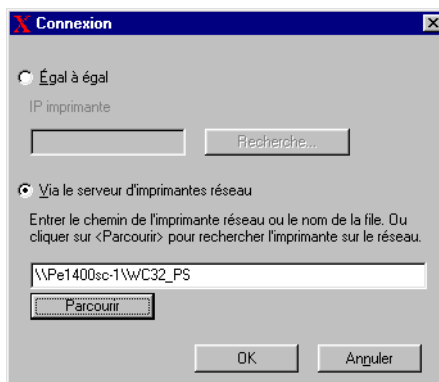 Connexion
Égal à égal
IP imprimante
Recherche...
Via le serveur d'imprimantes réseau
Entrer le chemin de l'imprimante réseau ou le nom de la file. Ou
cliquer sur <Parcourir> pour rechercher l'imprimante sur le réseau.
\\Pe1400sc-1\WC32_PS
Parcourir
OK
Annuler